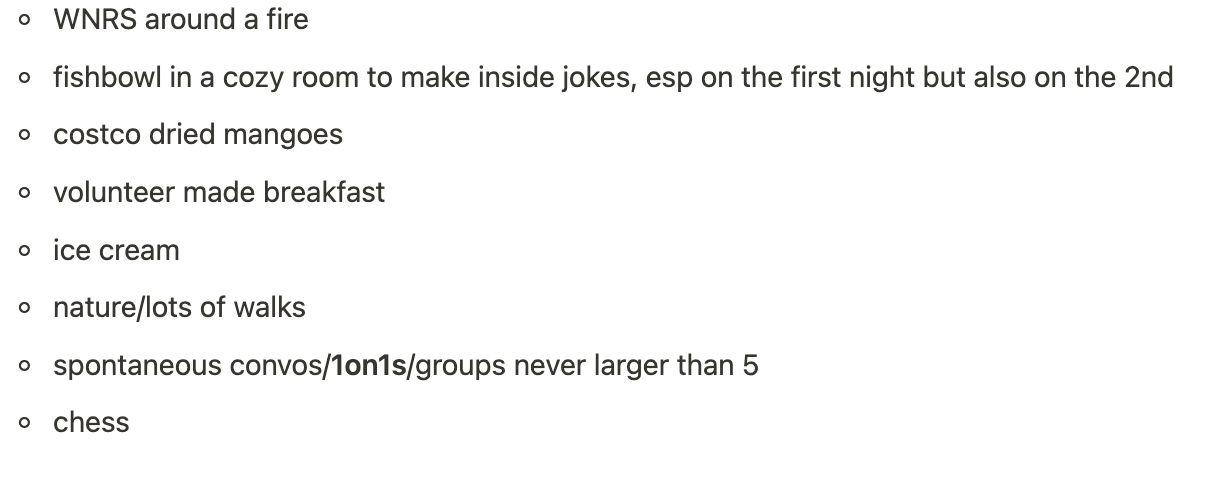 WNRS around a fire
fishbowl in a cozy room to make inside jokes, esp on the first night but also on the 2nd
costco dried mangoes
volunteer made breakfast
ice cream
nature/lots of walks
spontaneous convos/1on1s/groups never larger than 5
chess